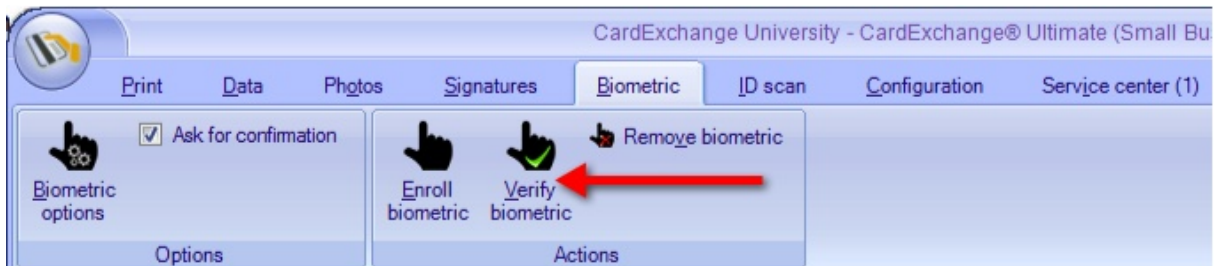 CardExchange University - CardExchange® Ultimate (Small Bu
Print Data Photos Signatures Biometric ID scan Configuration Service center (1)
Ask for confirmation
Biometric
options
Options
Enroll
biometric
Verify
biometric
Remove biometric
Actions